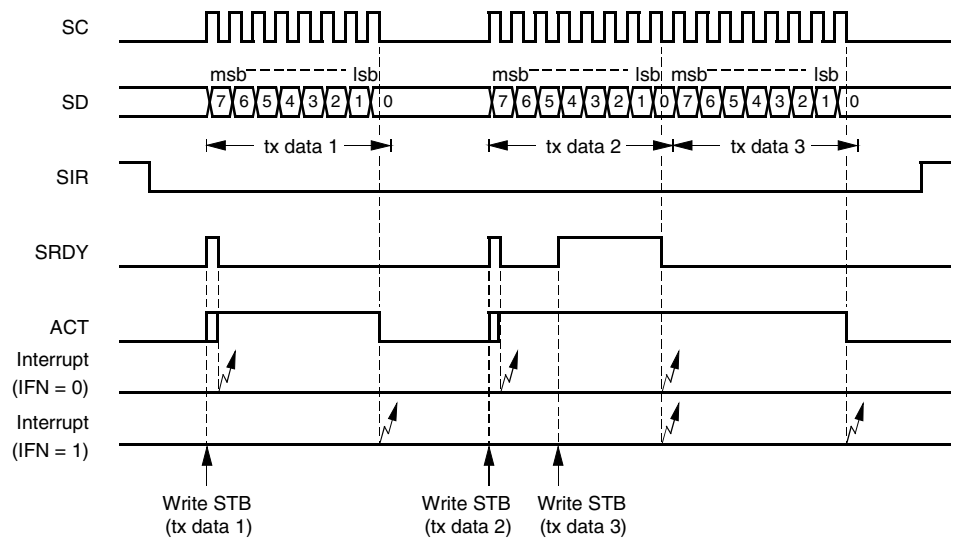 SC
msb lsb msb lsb msb lsb
SD 7 6 5 4 3 2 1 0 7 6 5 4 3 2 1 0 7 6 5 4 3 2 1 0
tx data 1 tx data 2 tx data 3
SIR
SRDY
ACT
Interrupt
(IFN = 0)
Interrupt
(IFN = 1)
Write STB Write STB Write STB
(tx data 1) (tx data 2) (tx data 3)